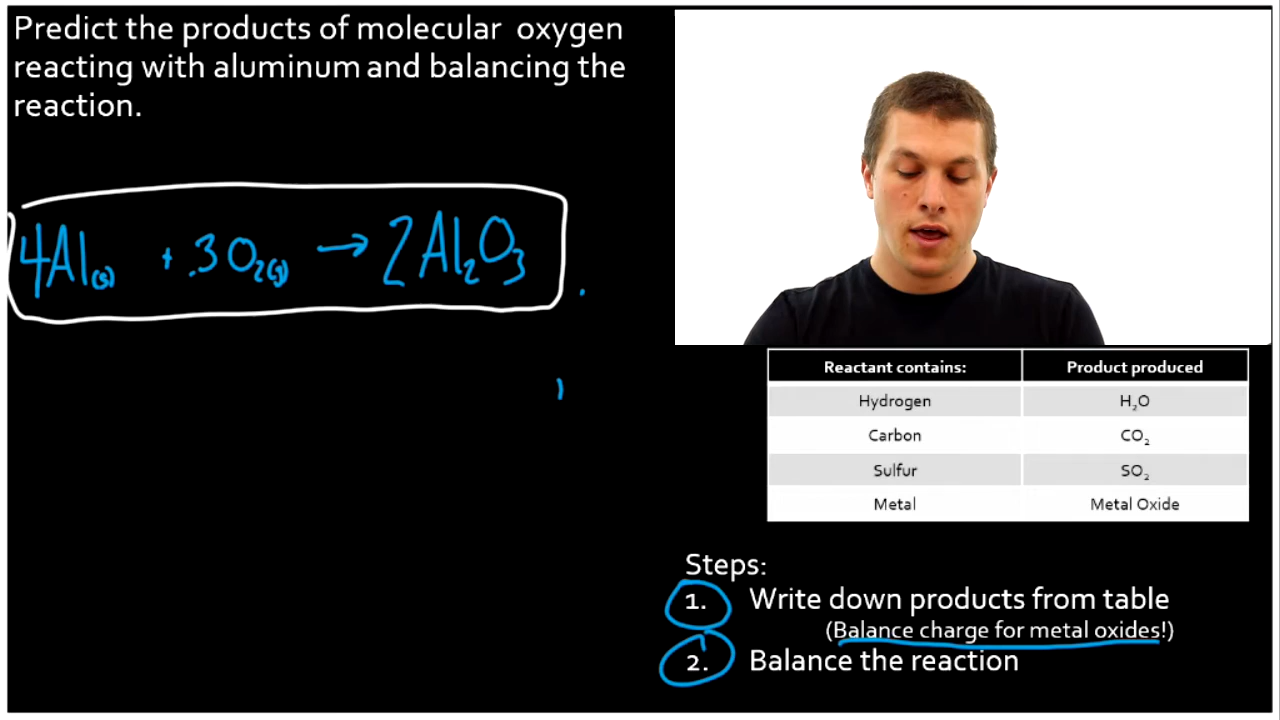 Predict the products of molecular oxygen
reacting with aluminum and balancing the
reaction.
4Al(s) + 3O₂(g) → 2Al₂O₃
Reactant contains: Product produced
Hydrogen H₂O
Carbon CO₂
Sulfur SO₂
Metal Metal Oxide
Steps:
1. Write down products from table
(Balance charge for metal oxides!)
2. Balance the reaction